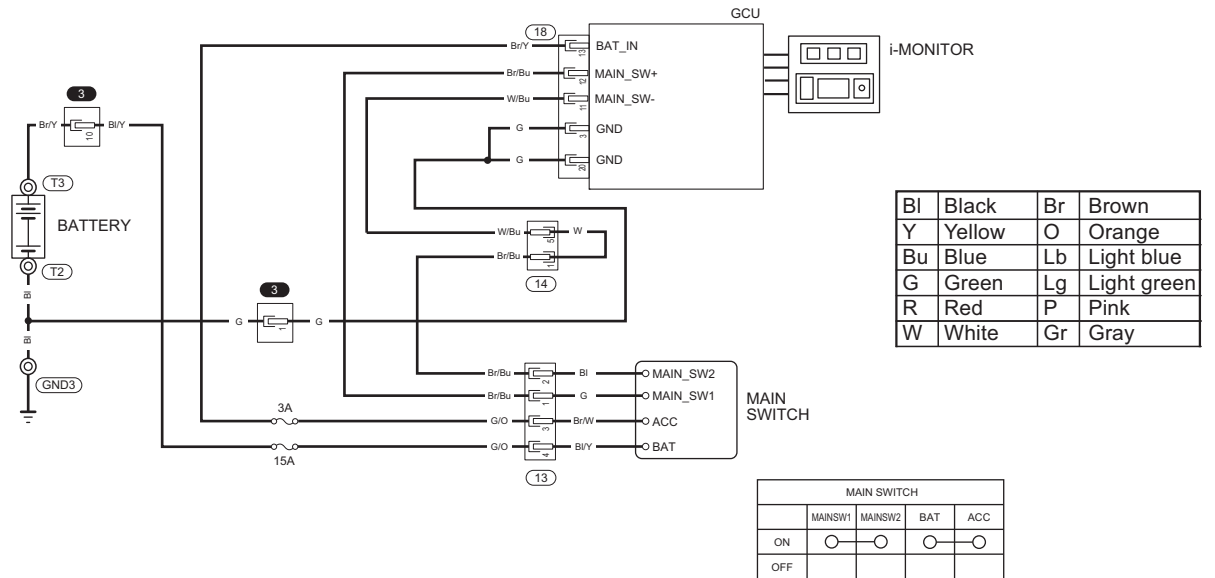 GCU
18
Br/Y 13 BAT_IN
i-MONITOR
Br/Bu 12 MAIN_SW+
W/Bu 11 MAIN_SW-
3
Br/Y 10 Bl/Y
G 3 GND
G 20 GND
T3
BATTERY
T2
Bl
Bl
GND3
W/Bu 5 W
Br/Bu 1
14
3
G 1 G
Br/Bu 2 Bl MAIN_SW2
Br/Bu 1 G MAIN_SW1
3A G/O 3 Br/W ACC
15A G/O 4 Bl/Y BAT
13
MAIN
SWITCH
Bl Black Br Brown
Y Yellow O Orange
Bu Blue Lb Light blue
G Green Lg Light green
R Red P Pink
W White Gr Gray
MAIN SWITCH
MAINSW1 MAINSW2 BAT ACC
ON
OFF